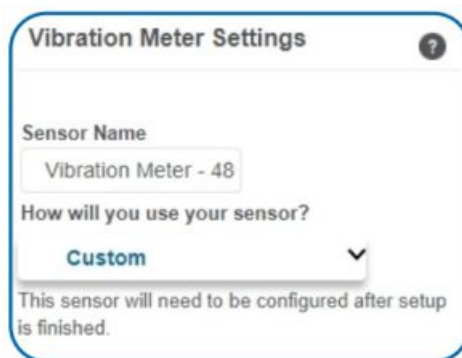 Vibration Meter Settings
?
Sensor Name
Vibration Meter - 48
How will you use your sensor?
Custom
This sensor will need to be configured after setup
is finished.